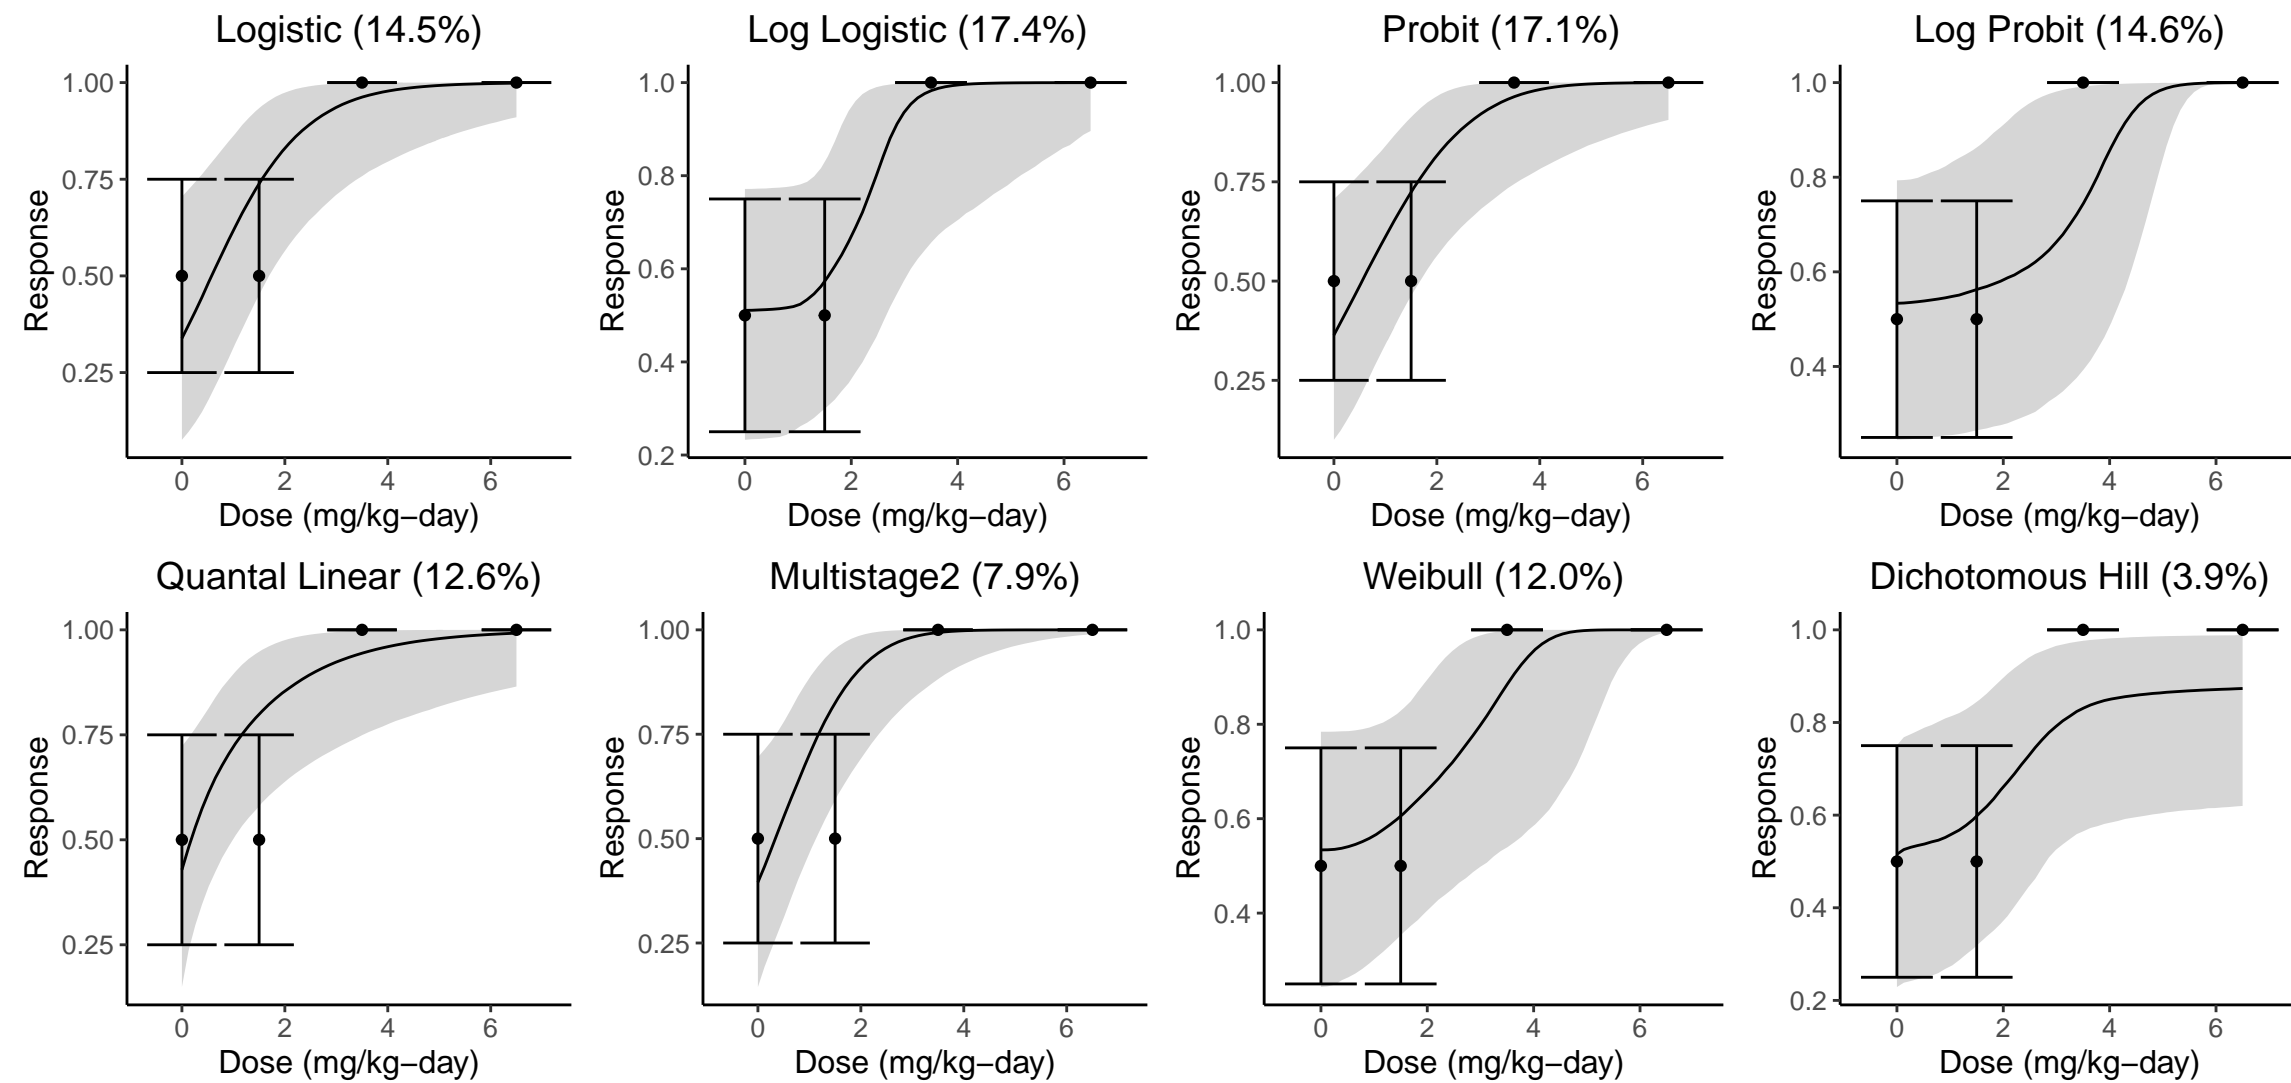 Logistic (14.5%)
Response
1.00
0.75
0.50
0.25
0 2 4 6
Dose (mg/kg−day)
Log Logistic (17.4%)
Response
1.0
0.8
0.6
0.4
0.2
0 2 4 6
Dose (mg/kg−day)
Probit (17.1%)
Response
1.00
0.75
0.50
0.25
0 2 4 6
Dose (mg/kg−day)
Log Probit (14.6%)
Response
1.0
0.8
0.6
0.4
0 2 4 6
Dose (mg/kg−day)
Quantal Linear (12.6%)
Response
1.00
0.75
0.50
0.25
0 2 4 6
Dose (mg/kg−day)
Multistage2 (7.9%)
Response
1.00
0.75
0.50
0.25
0 2 4 6
Dose (mg/kg−day)
Weibull (12.0%)
Response
1.0
0.8
0.6
0.4
0 2 4 6
Dose (mg/kg−day)
Dichotomous Hill (3.9%)
Response
1.0
0.8
0.6
0.4
0.2
0 2 4 6
Dose (mg/kg−day)